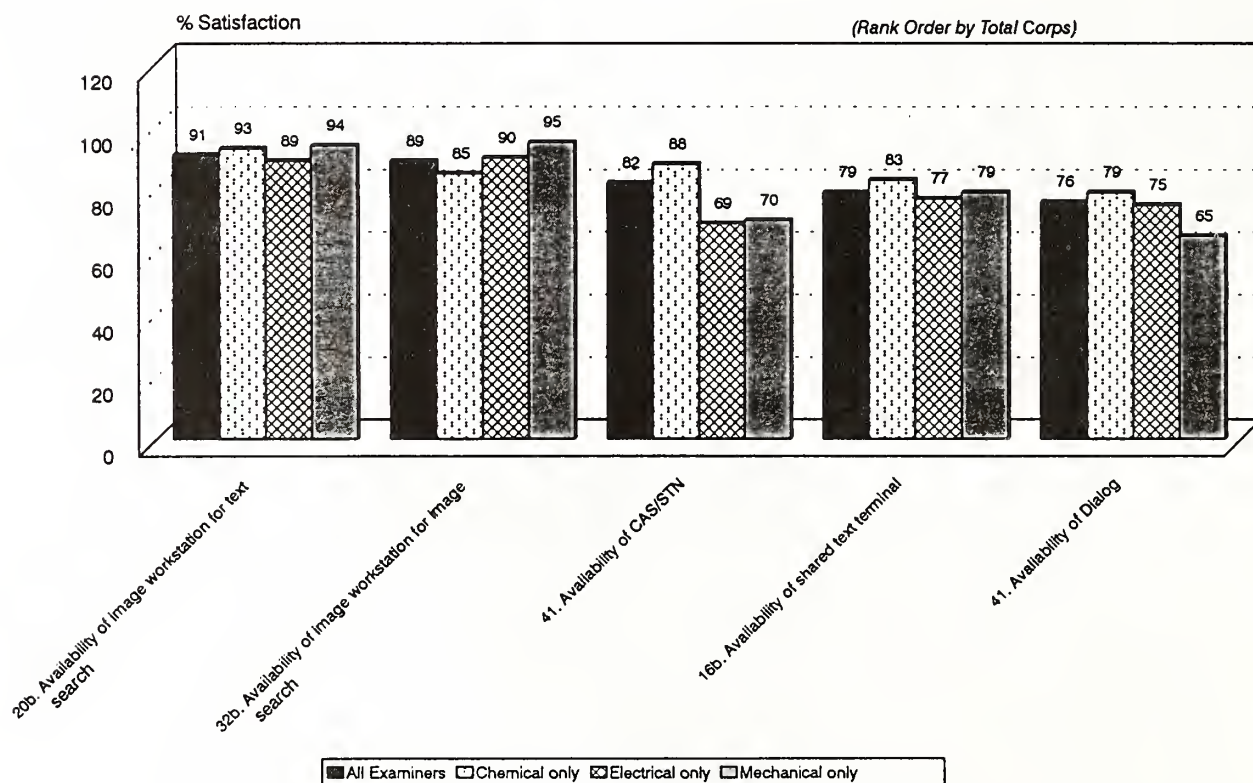 % Satisfaction
(Rank Order by Total Corps)
120
100
80
60
40
20
0
91 93 89 94
89 85 90 95
82 88 69 70
79 83 77 79
76 79 75 65
20b. Availability of image workstation for text
search
32b. Availability of image workstation for image
search
41. Availability of CAS/STN
16b. Availability of shared text terminal
41. Availability of Dialog
All Examiners Chemical only Electrical only Mechanical only